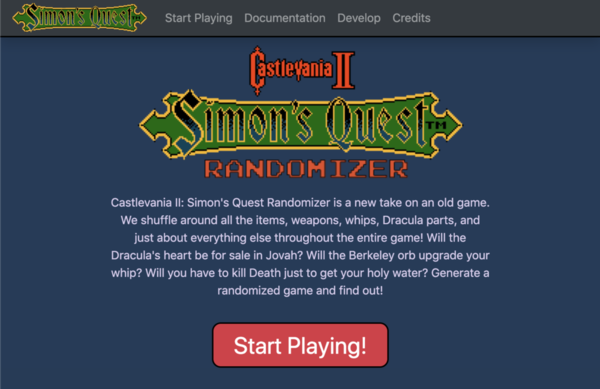 Simon's Quest™ Start Playing Documentation Develop Credits
Castlevania II
Simon's Quest™
RANDOMIZER
Castlevania II: Simon's Quest Randomizer is a new take on an old game.
We shuffle around all the items, weapons, whips, Dracula parts, and
just about everything else throughout the entire game! Will the
Dracula's heart be for sale in Jovah? Will the Berkeley orb upgrade your
whip? Will you have to kill Death just to get your holy water? Generate a
randomized game and find out!
Start Playing!